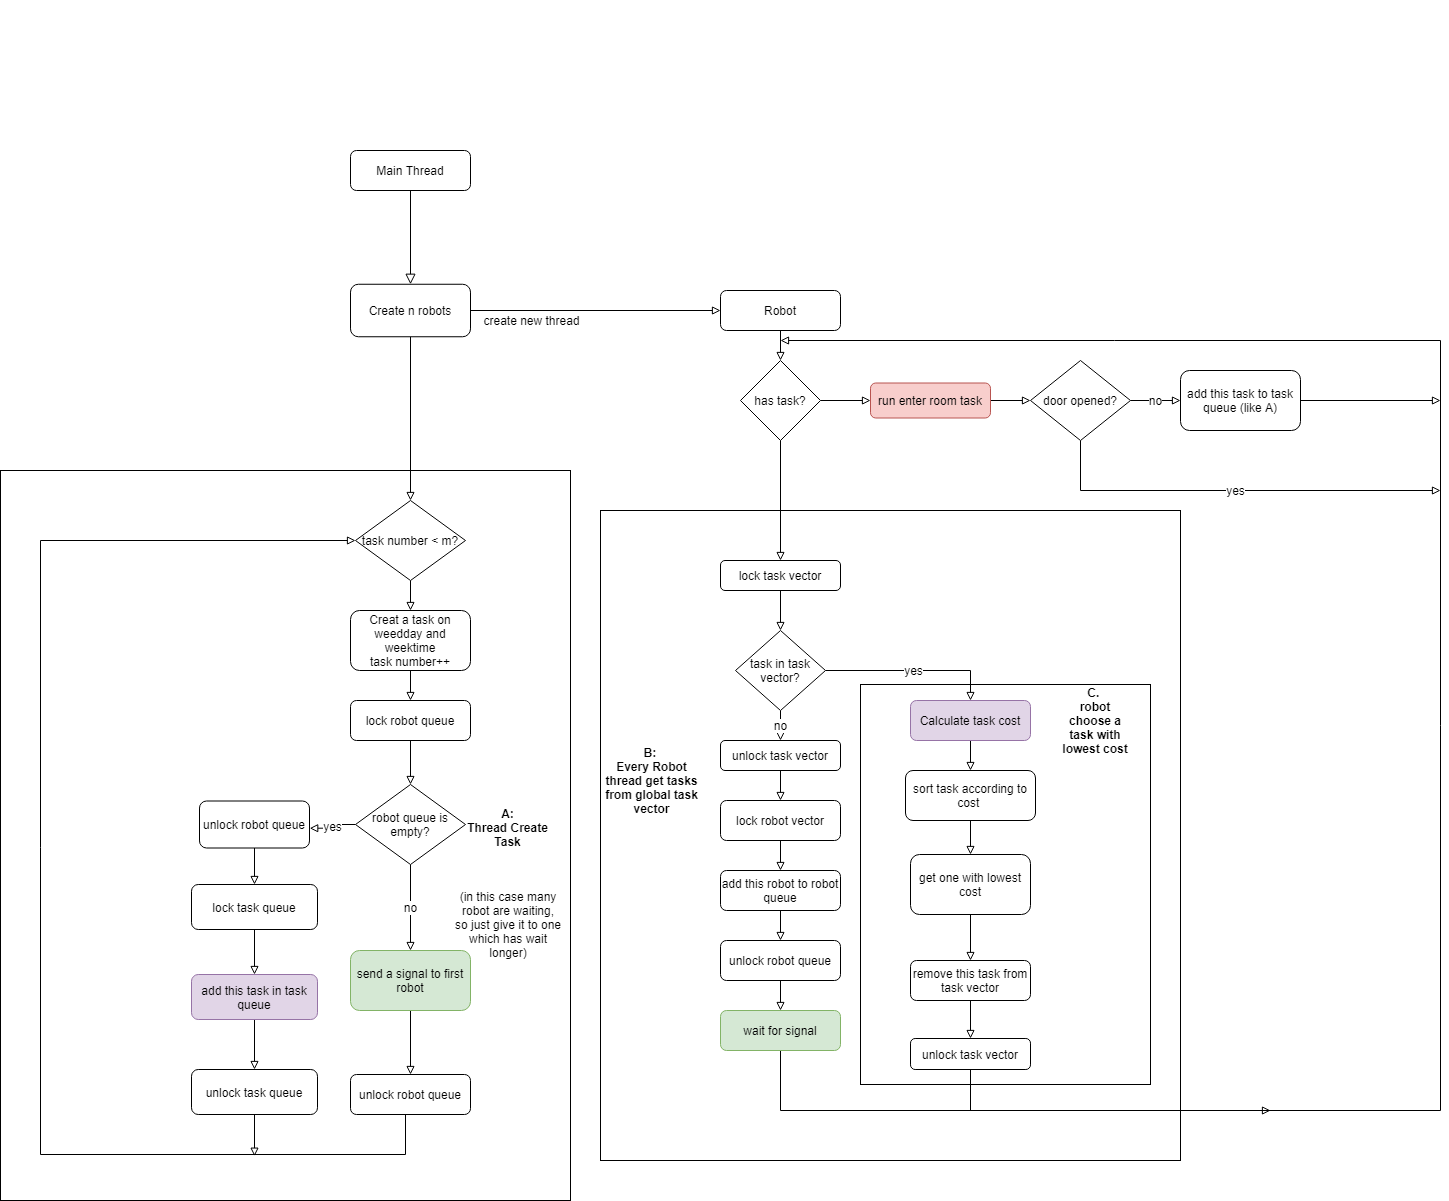 Main Thread
Create n robots
create new thread
Robot
has task?
run enter room task
door opened?
no
add this task to task
queue (like A)
yes
task number < m?
Creat a task on
weedday and
weektime
task number++
lock robot queue
robot queue is
empty?
yes
unlock robot queue
A:
Thread Create
Task
lock task queue
no
(in this case many
robot are waiting,
so just give it to one
which has wait
longer)
add this task in task
queue
send a signal to first
robot
unlock task queue
unlock robot queue
lock task vector
task in task
vector?
yes
no
B:
Every Robot
thread get tasks
from global task
vector
unlock task vector
lock robot vector
add this robot to robot
queue
unlock robot queue
wait for signal
C.
robot
choose a
task with
lowest cost
Calculate task cost
sort task according to
cost
get one with lowest
cost
remove this task from
task vector
unlock task vector